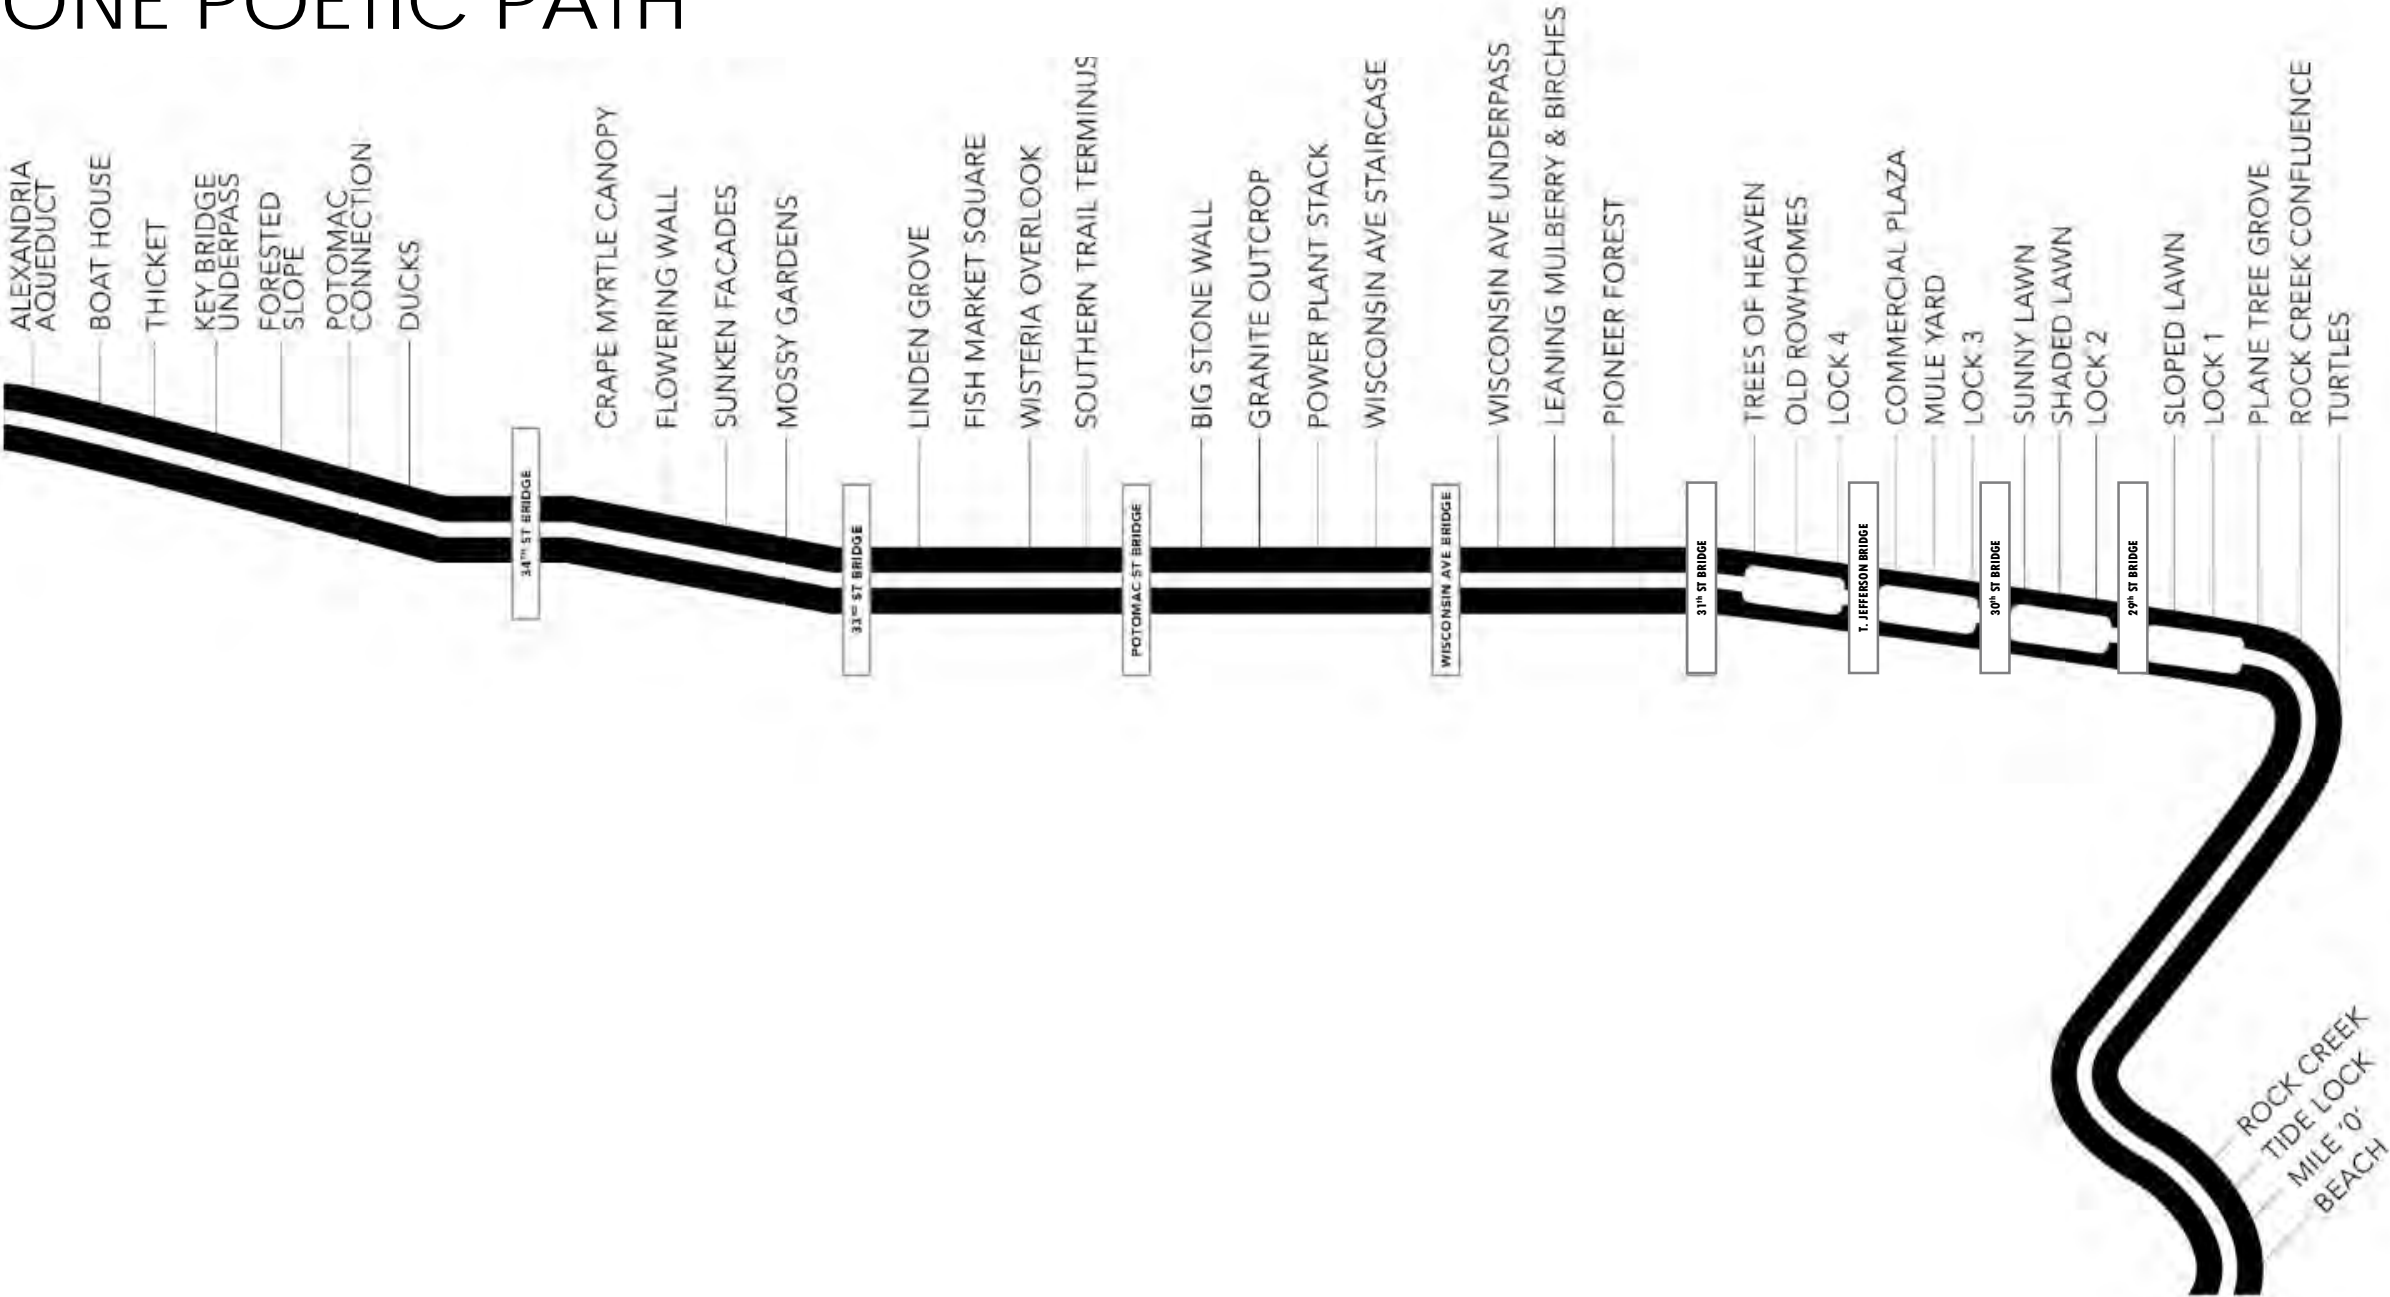 ONE POETIC PATH
ALEXANDRIA
AQUEDUCT
BOAT HOUSE
THICKET
KEY BRIDGE
UNDERPASS
FORESTED
SLOPE
POTOMAC
CONNECTION
DUCKS
34TH ST BRIDGE
CRAPE MYRTLE CANOPY
FLOWERING WALL
SUNKEN FACADES
MOSSY GARDENS
33RD ST BRIDGE
LINDEN GROVE
FISH MARKET SQUARE
WISTERIA OVERLOOK
SOUTHERN TRAIL TERMINUS
POTOMAC ST BRIDGE
BIG STONE WALL
GRANITE OUTCROP
POWER PLANT STACK
WISCONSIN AVE STAIRCASE
WISCONSIN AVE BRIDGE
WISCONSIN AVE UNDERPASS
LEANING MULBERRY & BIRCHES
PIONEER FOREST
31th ST BRIDGE
TREES OF HEAVEN
OLD ROWHOMES
LOCK 4
T. JEFFERSON BRIDGE
COMMERCIAL PLAZA
MULE YARD
LOCK 3
30th ST BRIDGE
SUNNY LAWN
SHADED LAWN
LOCK 2
29th ST BRIDGE
SLOPED LAWN
LOCK 1
PLANE TREE GROVE
ROCK CREEK CONFLUENCE
TURTLES
ROCK CREEK
TIDE LOCK
MILE '0'
BEACH